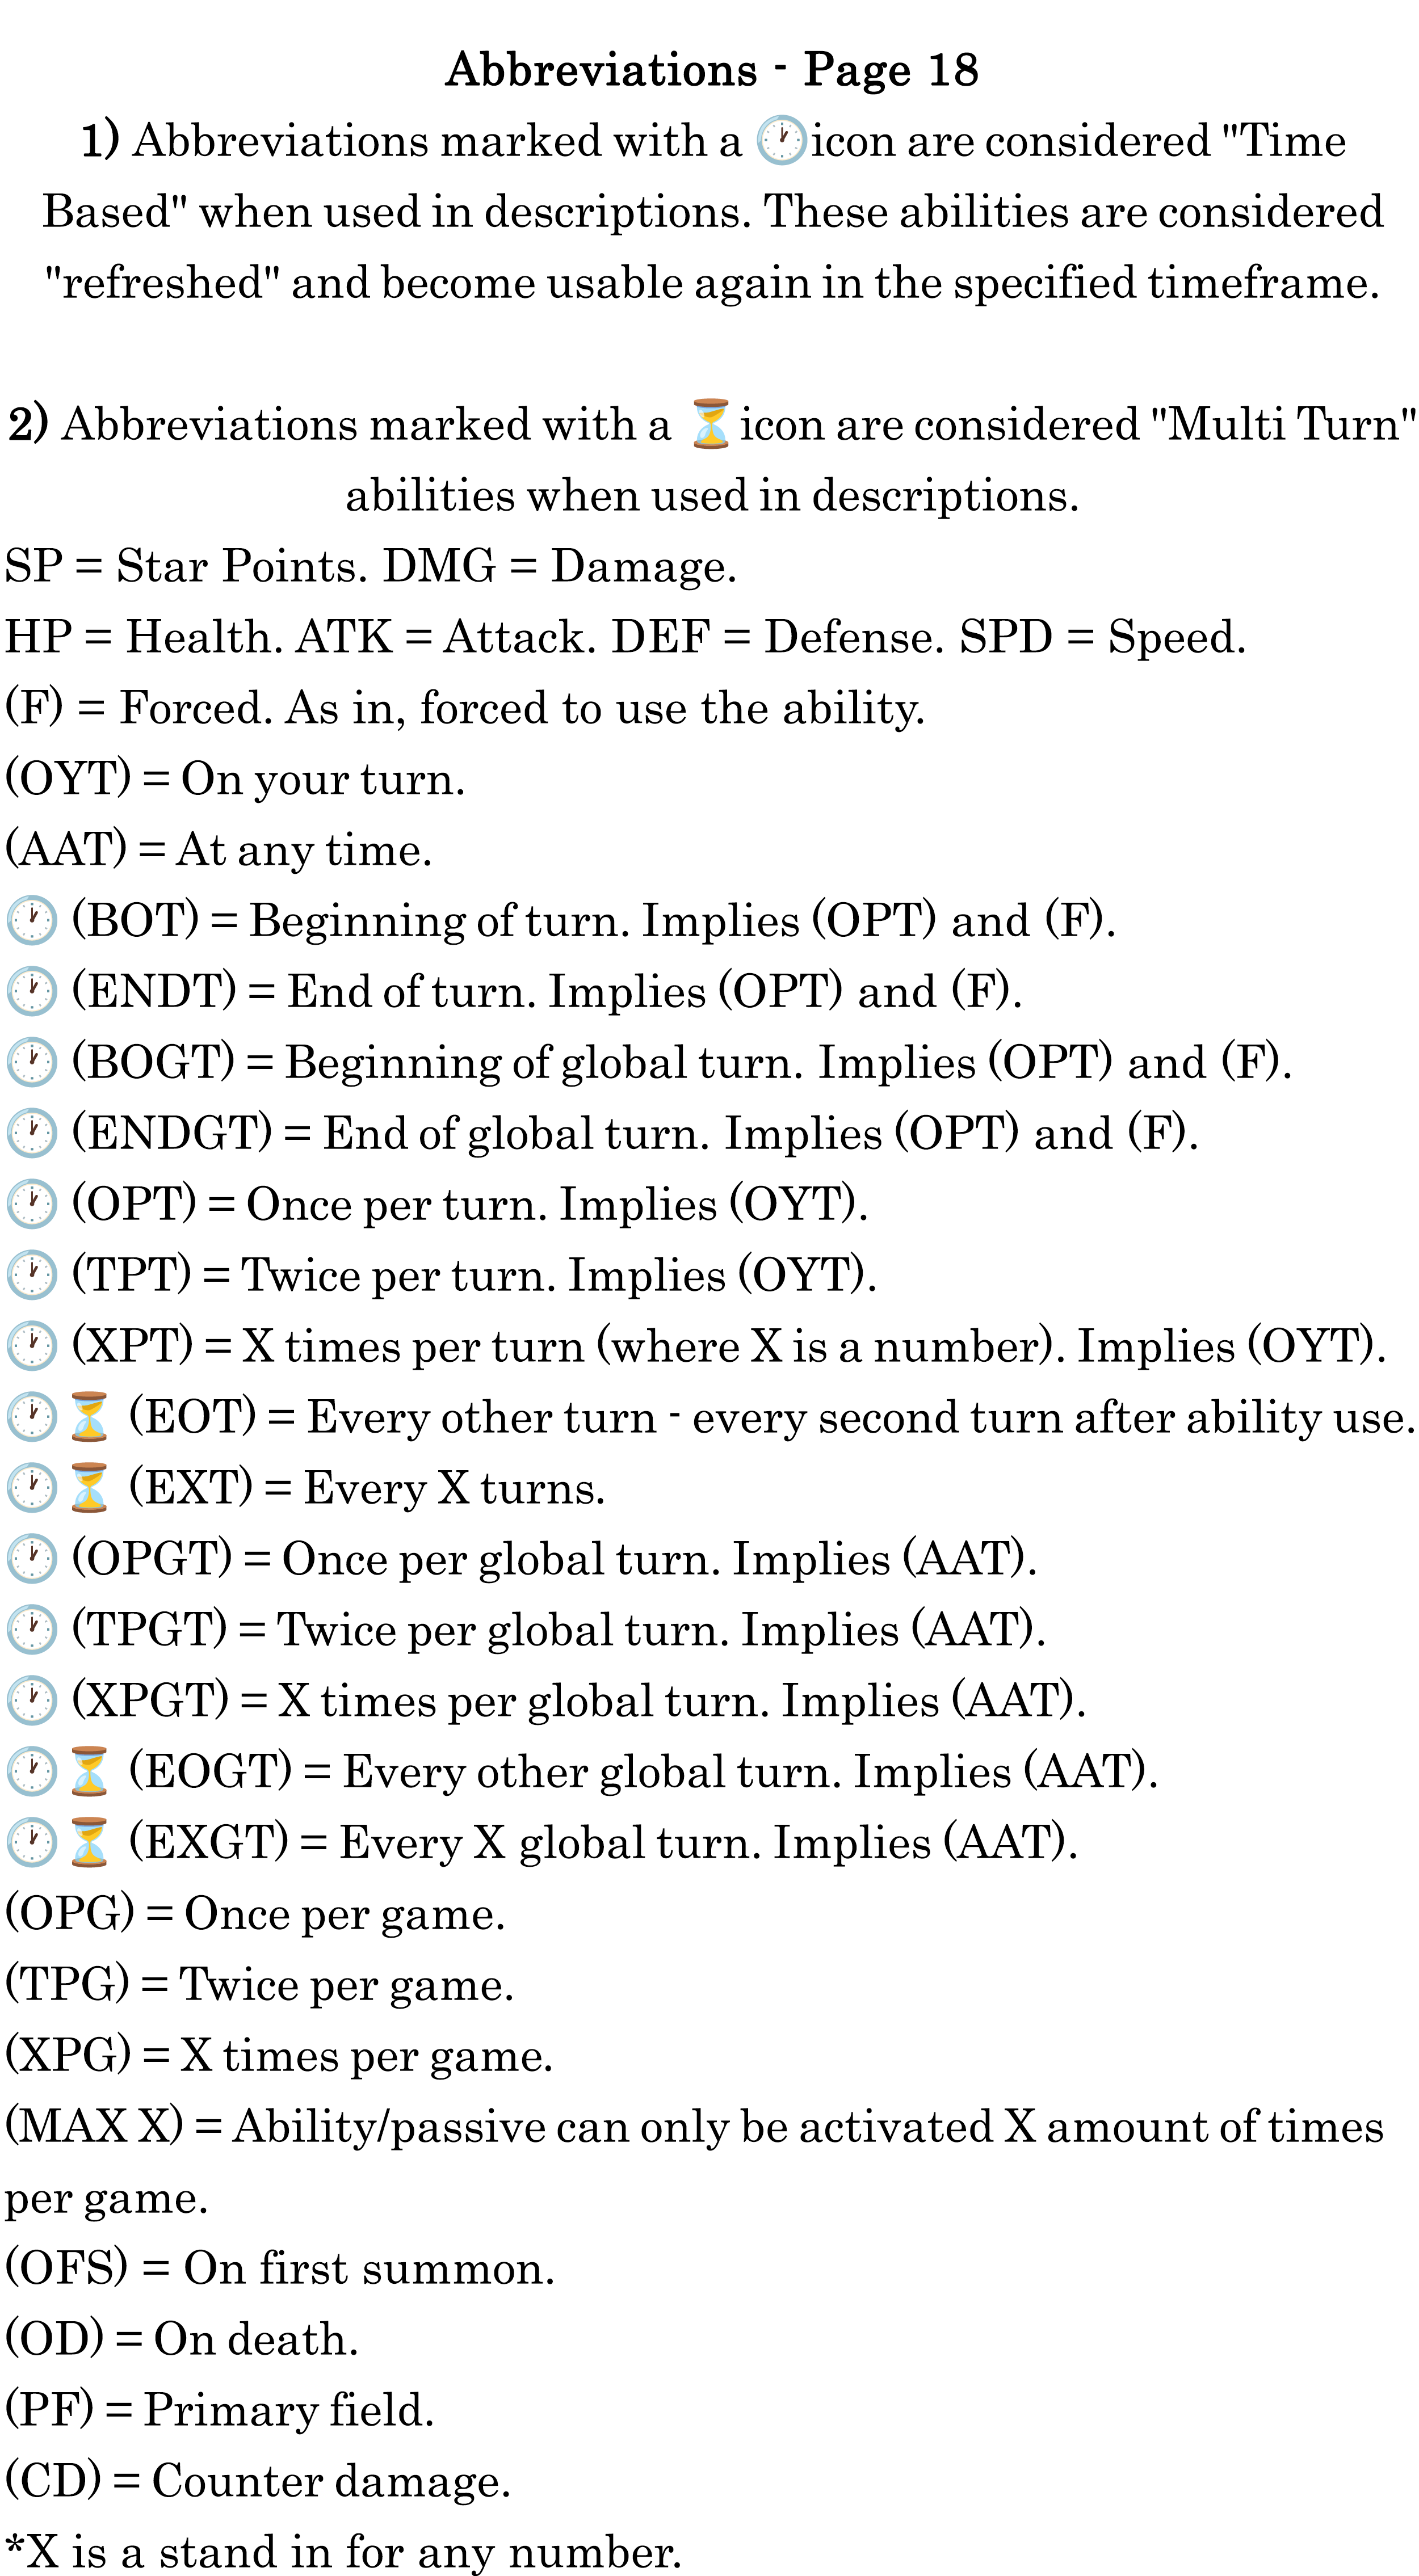 Abbreviations - Page 18
1) Abbreviations marked with a 🕐icon are considered "Time
Based" when used in descriptions. These abilities are considered
"refreshed" and become usable again in the specified timeframe.
2) Abbreviations marked with a ⏳icon are considered "Multi Turn"
abilities when used in descriptions.
SP = Star Points. DMG = Damage.
HP = Health. ATK = Attack. DEF = Defense. SPD = Speed.
(F) = Forced. As in, forced to use the ability.
(OYT) = On your turn.
(AAT) = At any time.
🕐 (BOT) = Beginning of turn. Implies (OPT) and (F).
🕐 (ENDT) = End of turn. Implies (OPT) and (F).
🕐 (BOGT) = Beginning of global turn. Implies (OPT) and (F).
🕐 (ENDGT) = End of global turn. Implies (OPT) and (F).
🕐 (OPT) = Once per turn. Implies (OYT).
🕐 (TPT) = Twice per turn. Implies (OYT).
🕐 (XPT) = X times per turn (where X is a number). Implies (OYT).
🕐⏳ (EOT) = Every other turn - every second turn after ability use.
🕐⏳ (EXT) = Every X turns.
🕐 (OPGT) = Once per global turn. Implies (AAT).
🕐 (TPGT) = Twice per global turn. Implies (AAT).
🕐 (XPGT) = X times per global turn. Implies (AAT).
🕐⏳ (EOGT) = Every other global turn. Implies (AAT).
🕐⏳ (EXGT) = Every X global turn. Implies (AAT).
(OPG) = Once per game.
(TPG) = Twice per game.
(XPG) = X times per game.
(MAX X) = Ability/passive can only be activated X amount of times
per game.
(OFS) = On first summon.
(OD) = On death.
(PF) = Primary field.
(CD) = Counter damage.
*X is a stand in for any number.